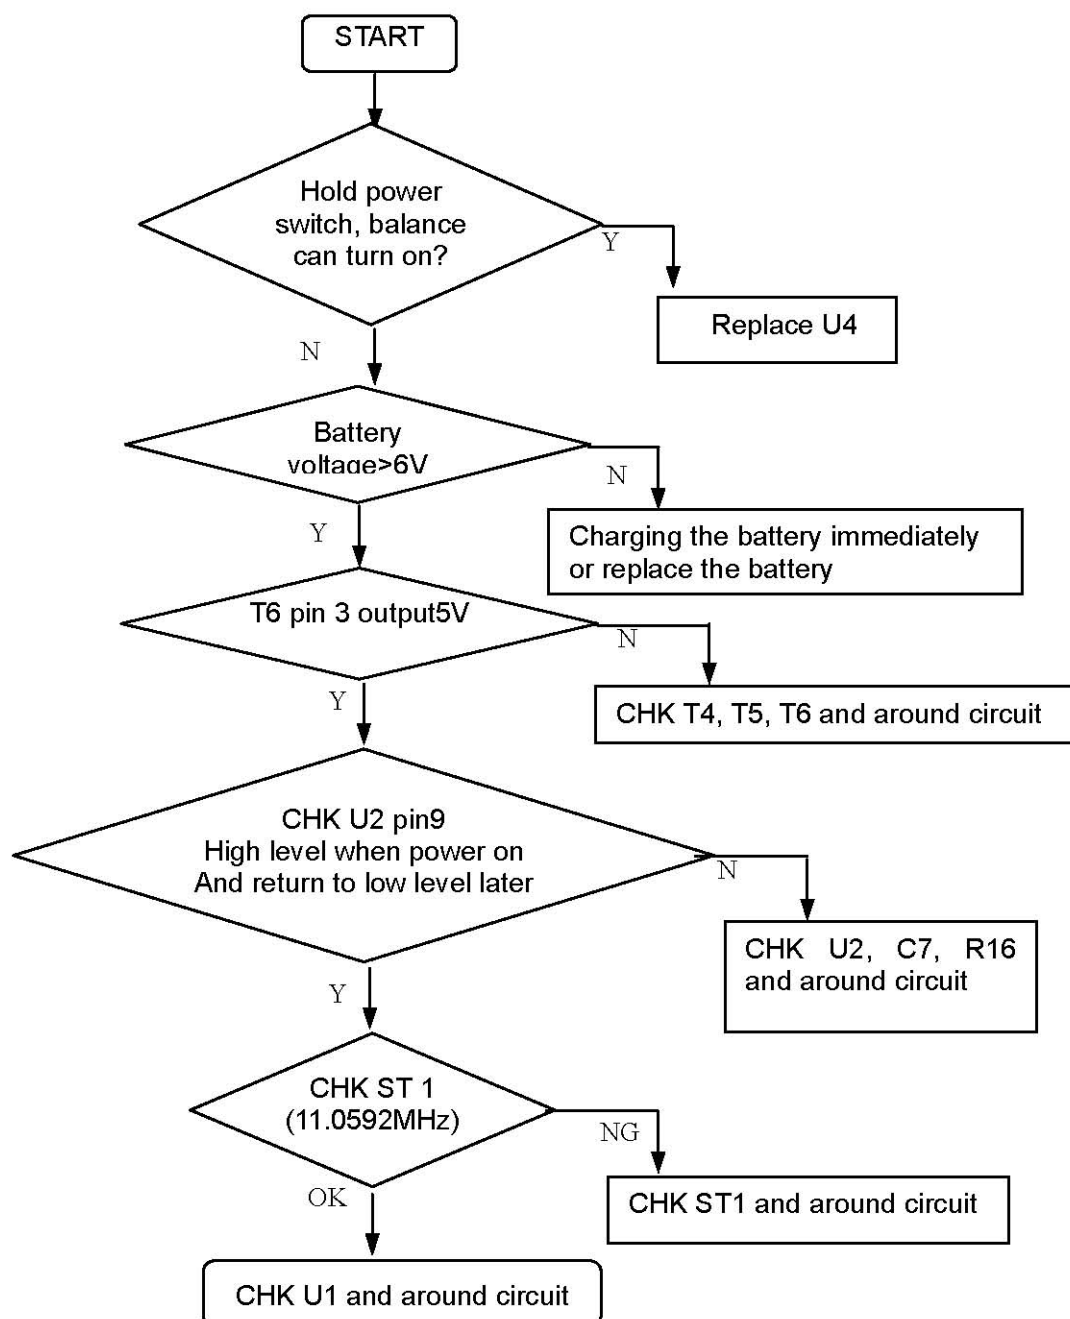 START
Hold power
switch, balance
can turn on?
Y
Replace U4
N
Battery
voltage>6V
N
Charging the battery immediately
or replace the battery
Y
T6 pin 3 output5V
N
CHK T4, T5, T6 and around circuit
Y
CHK U2 pin9
High level when power on
And return to low level later
N
CHK U2, C7, R16
and around circuit
Y
CHK ST 1
(11.0592MHz)
NG
CHK ST1 and around circuit
OK
CHK U1 and around circuit